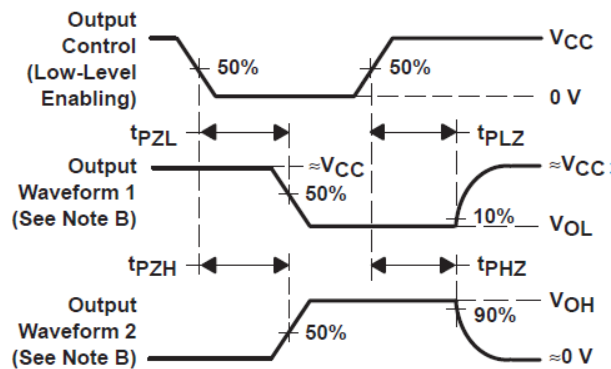 Output
Control
(Low-Level
Enabling)
50%
50%
VCC
0 V
tPZL
tPLZ
Output
Waveform 1
(See Note B)
≈VCC
50%
10%
≈VCC
VOL
tPZH
tPHZ
Output
Waveform 2
(See Note B)
50%
90%
VOH
≈0 V